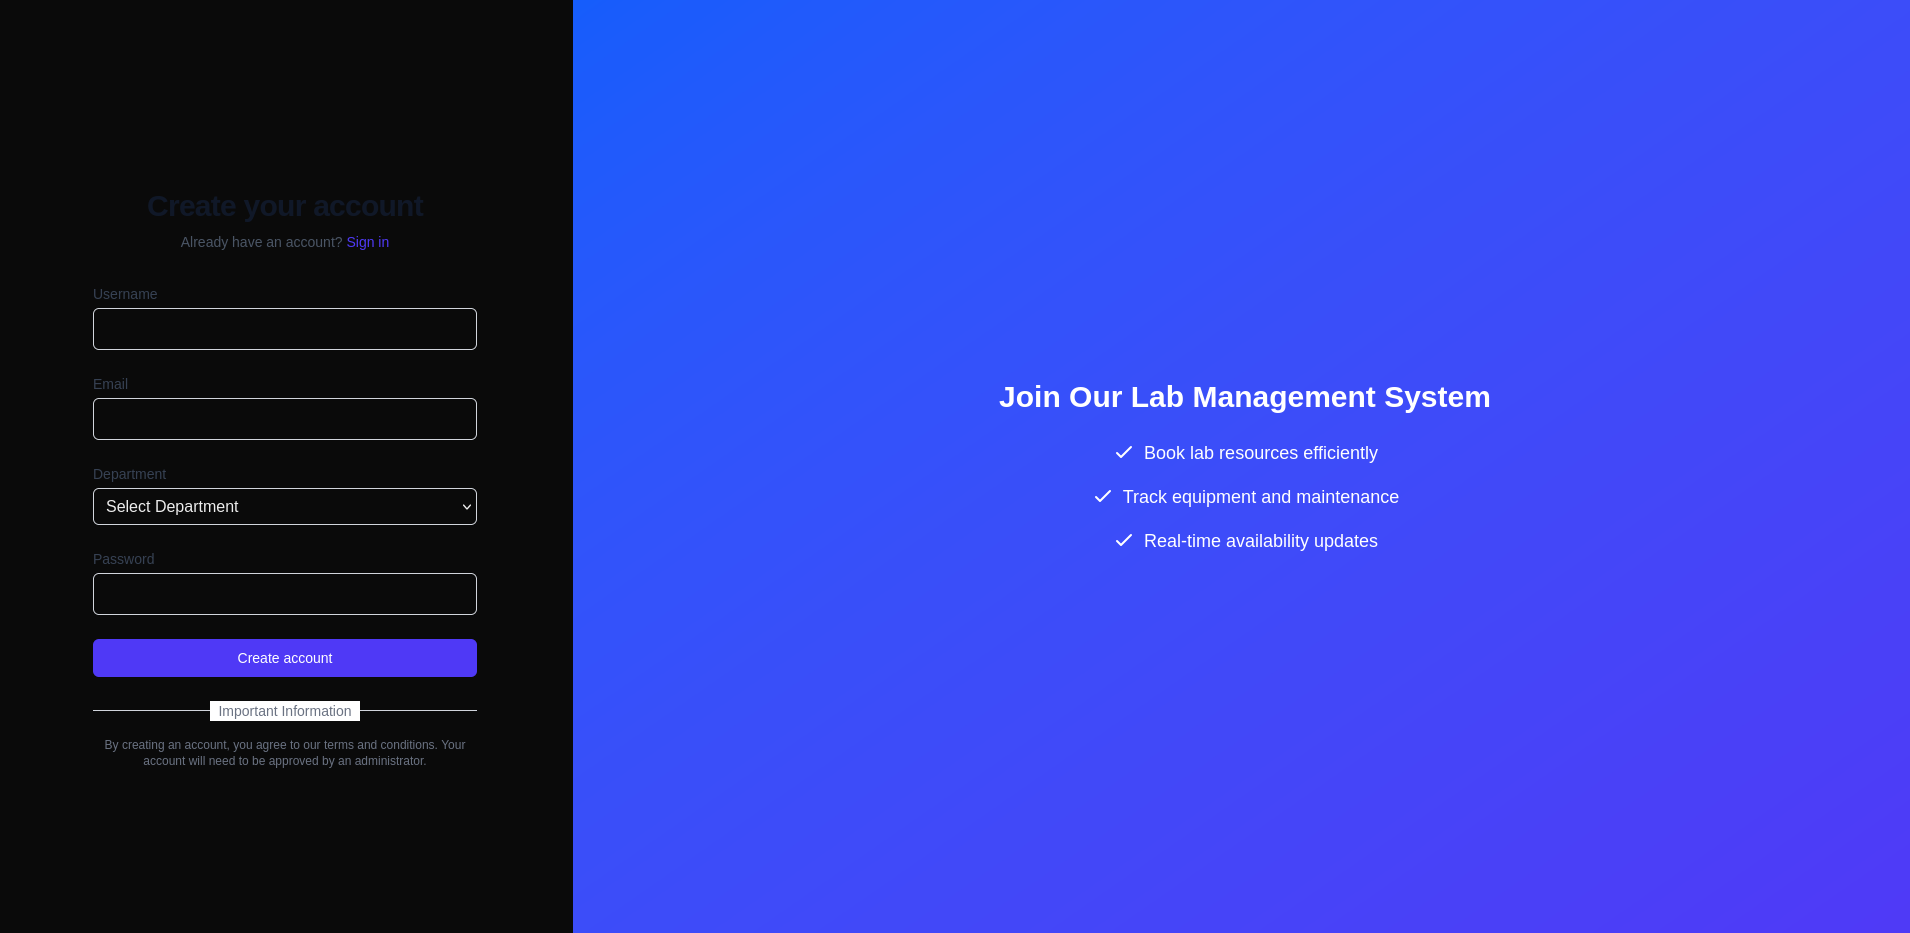 Create your account
Already have an account? Sign in
Username
Email
Department
Select Department
Password
Create account
Important Information
By creating an account, you agree to our terms and conditions. Your
account will need to be approved by an administrator.
Join Our Lab Management System
Book lab resources efficiently
Track equipment and maintenance
Real-time availability updates